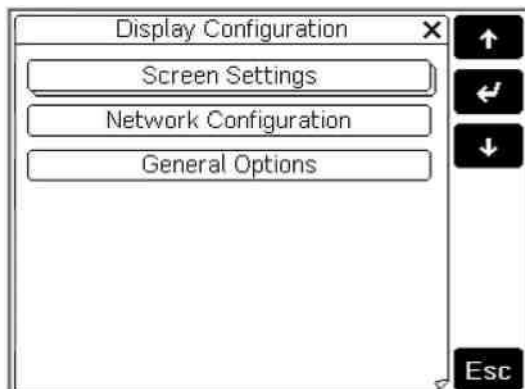 Display Configuration
Screen Settings
Network Configuration
General Options
Esc